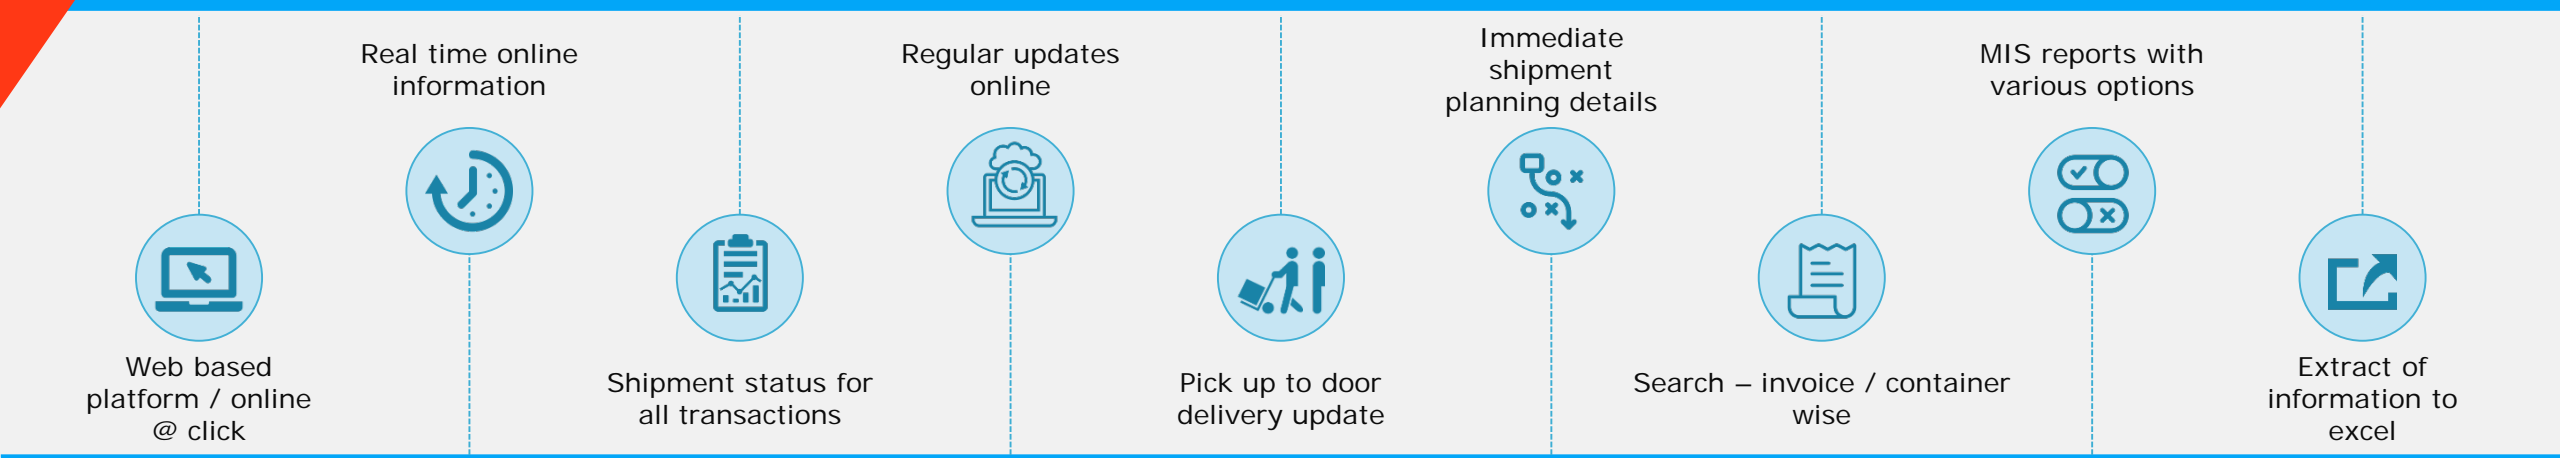 Web based
platform / online
@ click
Real time online
information
Shipment status for
all transactions
Regular updates
online
Pick up to door
delivery update
Immediate
shipment
planning details
Search – invoice / container
wise
MIS reports with
various options
Extract of
information to
excel